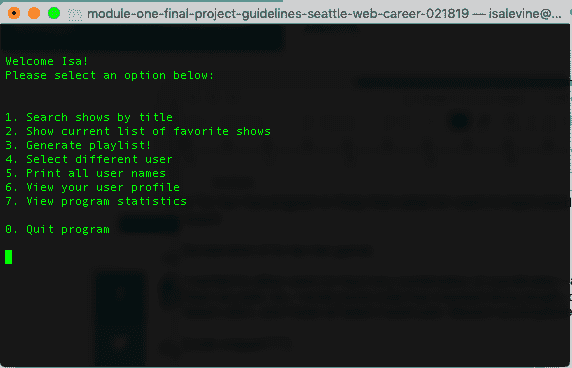 module-one-final-project-guidelines-seattle-web-career-021819 — isalevine@...
Welcome Isa!
Please select an option below:
1. Search shows by title
2. Show current list of favorite shows
3. Generate playlist!
4. Select different user
5. Print all user names
6. View your user profile
7. View program statistics
0. Quit program